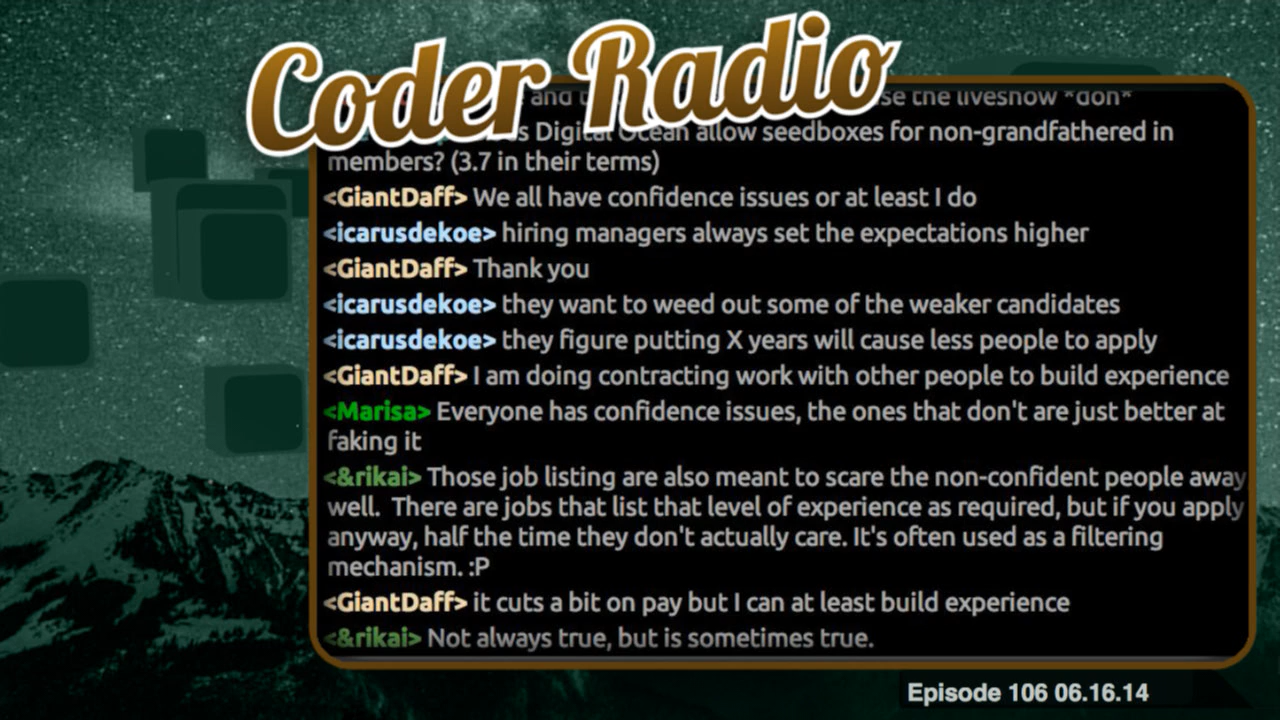 Coder Radio
and
se the liveshow *don*
s Digital Ocean allow seedboxes for non-grandfathered in
members? (3.7 in their terms)
<GiantDaff> We all have confidence issues or at least I do
<icarusdekoe> hiring managers always set the expectations higher
<GiantDaff> Thank you
<icarusdekoe> they want to weed out some of the weaker candidates
<icarusdekoe> they figure putting X years will cause less people to apply
<GiantDaff> I am doing contracting work with other people to build experience
<Marisa> Everyone has confidence issues, the ones that don't are just better at
faking it
<&rikai> Those job listing are also meant to scare the non-confident people away
well. There are jobs that list that level of experience as required, but if you apply
anyway, half the time they don't actually care. It's often used as a filtering
mechanism. :P
<GiantDaff> it cuts a bit on pay but I can at least build experience
<&rikai> Not always true, but is sometimes true.
Episode 106 06.16.14